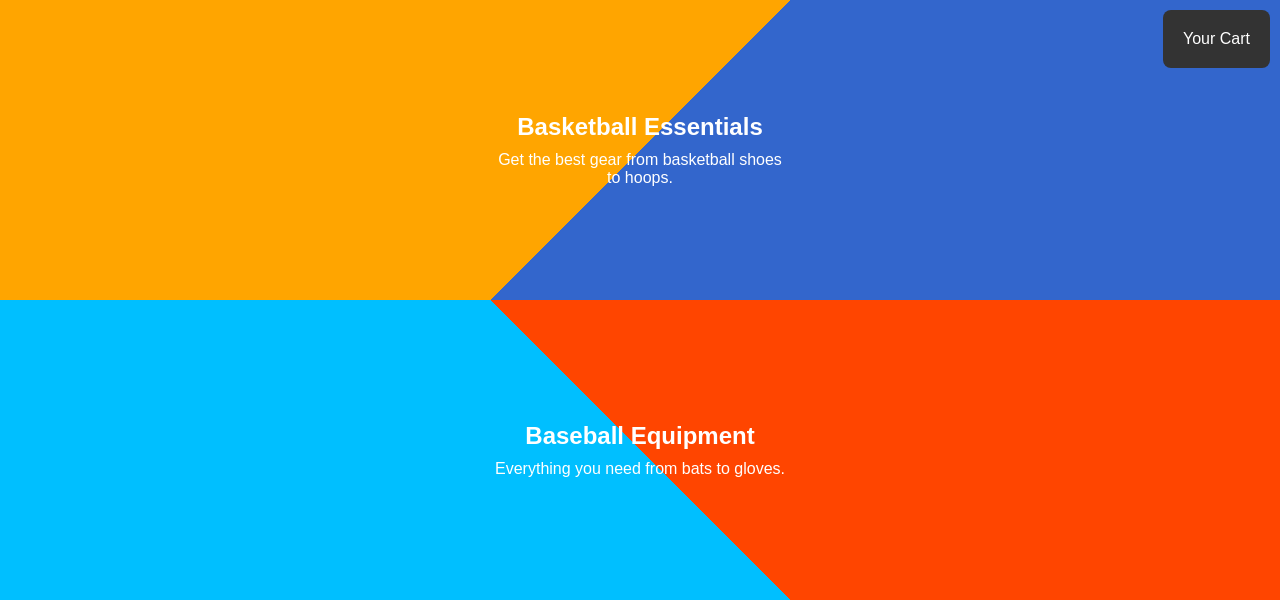 Your Cart
Basketball Essentials
Get the best gear from basketball shoes
to hoops.
Baseball Equipment
Everything you need from bats to gloves.